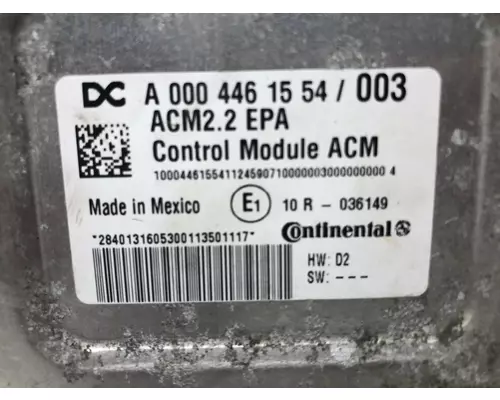 DC A 000 446 15 54 / 003
ACM2.2 EPA
Control Module ACM
10004461554112459071000000300000000 4
Made in Mexico E1 10 R - 036149
*2840131605300113501117* Continental
HW: D2
SW: ---